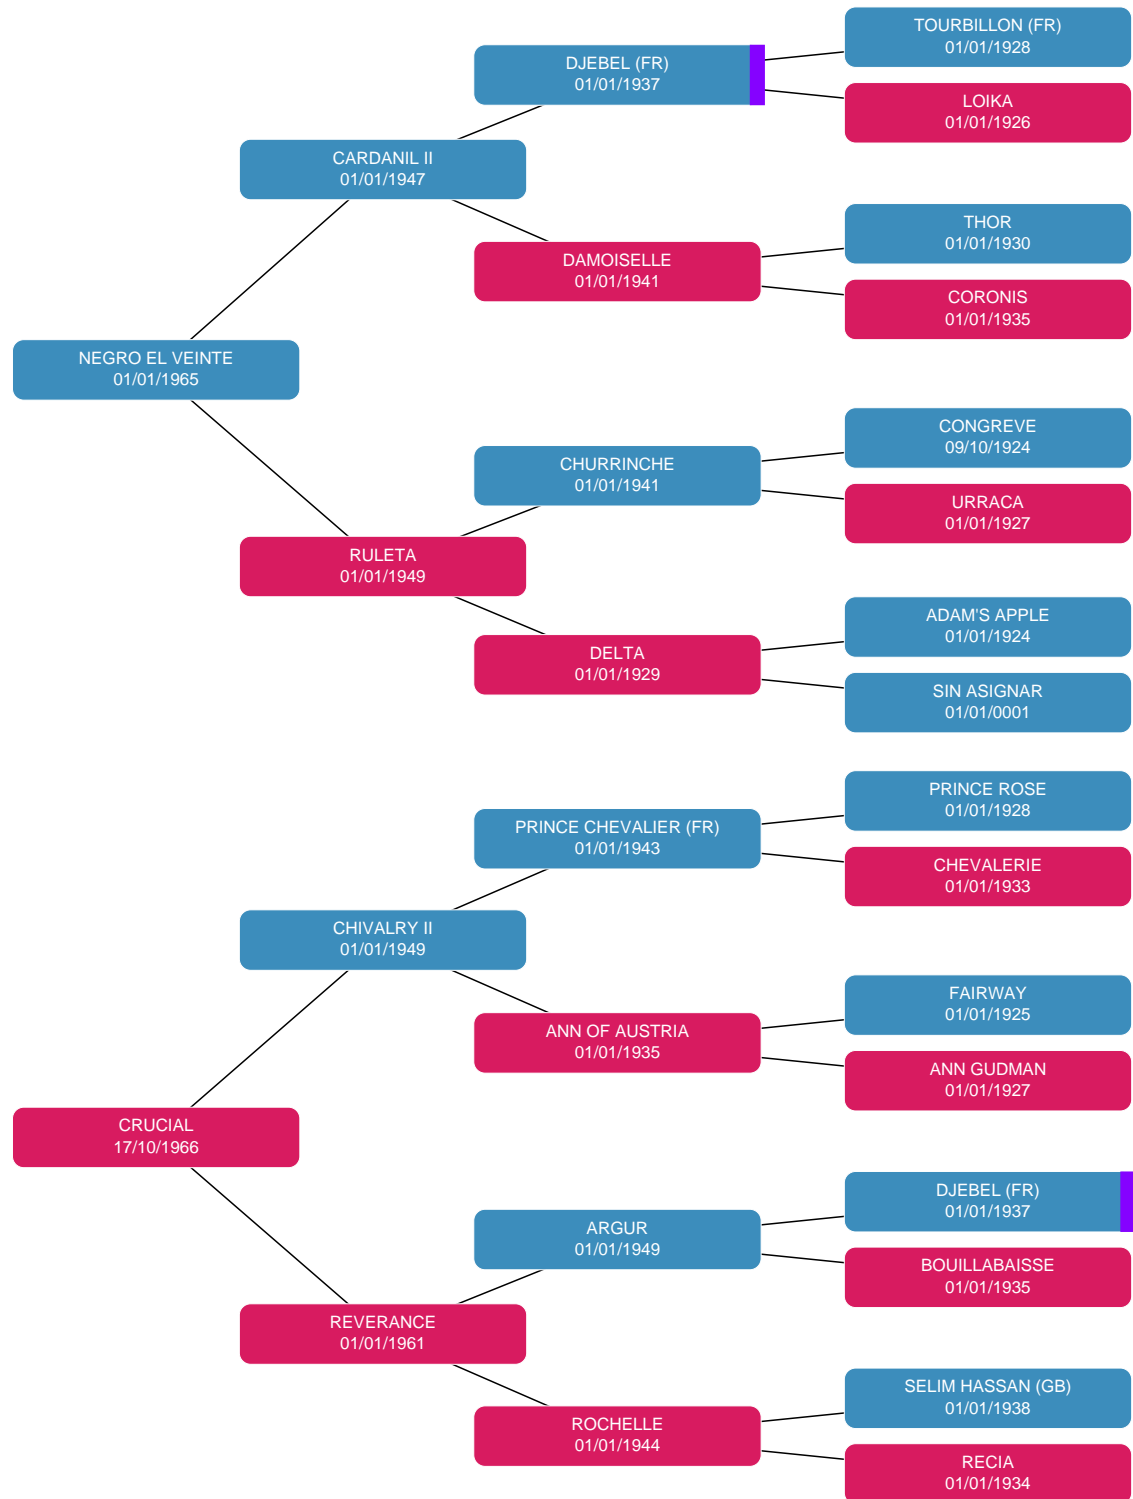 TOURBILLON (FR)
01/01/1928
DJEBEL (FR)
01/01/1937
LOIKA
01/01/1926
CARDANIL II
01/01/1947
THOR
01/01/1930
DAMOISELLE
01/01/1941
CORONIS
01/01/1935
NEGRO EL VEINTE
01/01/1965
CONGREVE
09/10/1924
CHURRINCHE
01/01/1941
URRACA
01/01/1927
RULETA
01/01/1949
ADAM'S APPLE
01/01/1924
DELTA
01/01/1929
SIN ASIGNAR
01/01/0001
PRINCE ROSE
01/01/1928
PRINCE CHEVALIER (FR)
01/01/1943
CHEVALERIE
01/01/1933
CHIVALRY II
01/01/1949
FAIRWAY
01/01/1925
ANN OF AUSTRIA
01/01/1935
ANN GUDMAN
01/01/1927
CRUCIAL
17/10/1966
DJEBEL (FR)
01/01/1937
ARGUR
01/01/1949
BOUILLABAISSE
01/01/1935
REVERANCE
01/01/1961
SELIM HASSAN (GB)
01/01/1938
ROCHELLE
01/01/1944
RECIA
01/01/1934